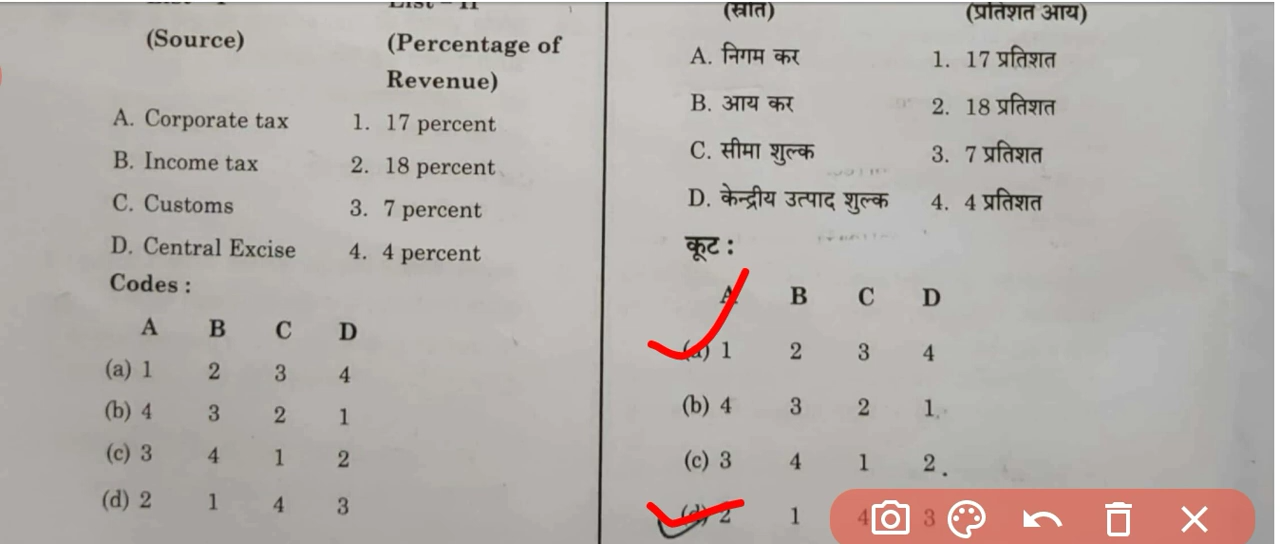 List – II
(Source)
(Percentage of
Revenue)
A. Corporate tax 1. 17 percent
B. Income tax 2. 18 percent
C. Customs 3. 7 percent
D. Central Excise 4. 4 percent
Codes :
A B C D
(a) 1 2 3 4
(b) 4 3 2 1
(c) 3 4 1 2
(d) 2 1 4 3
(स्रोत) (प्रतिशत आय)
A. निगम कर 1. 17 प्रतिशत
B. आय कर 2. 18 प्रतिशत
C. सीमा शुल्क 3. 7 प्रतिशत
D. केन्द्रीय उत्पाद शुल्क 4. 4 प्रतिशत
कूट :
A B C D
(a) 1 2 3 4
(b) 4 3 2 1
(c) 3 4 1 2
(d) 2 1 4 3